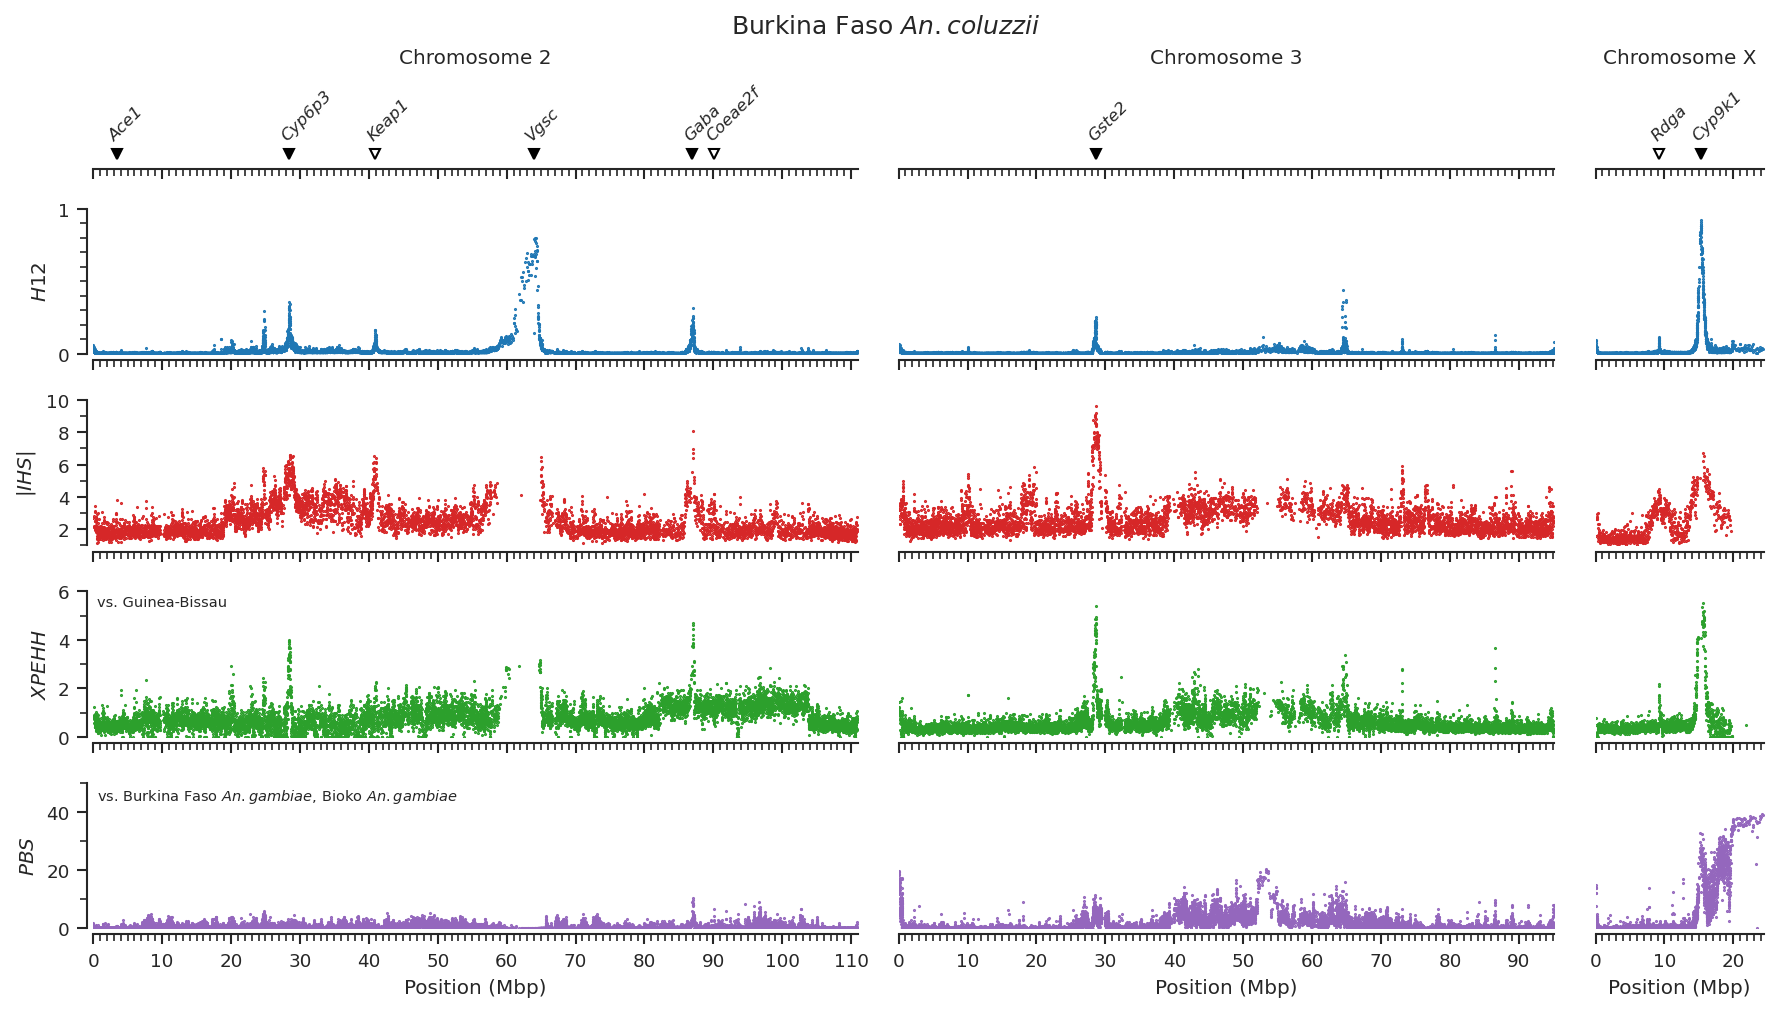 Burkina Faso An. coluzzii
Chromosome 2
Chromosome 3
Chromosome X
Ace1
Cyp6p3
Keap1
Vgsc
Gaba
Coeae2f
Gste2
Rdga
Cyp9k1
H12
1
0
|IHS|
10
8
6
4
2
XPEHH
6
4
2
0
vs. Guinea-Bissau
PBS
40
20
0
vs. Burkina Faso An. gambiae, Bioko An. gambiae
0 10 20 30 40 50 60 70 80 90 100 110
0 10 20 30 40 50 60 70 80 90
0 10 20
Position (Mbp)
Position (Mbp)
Position (Mbp)